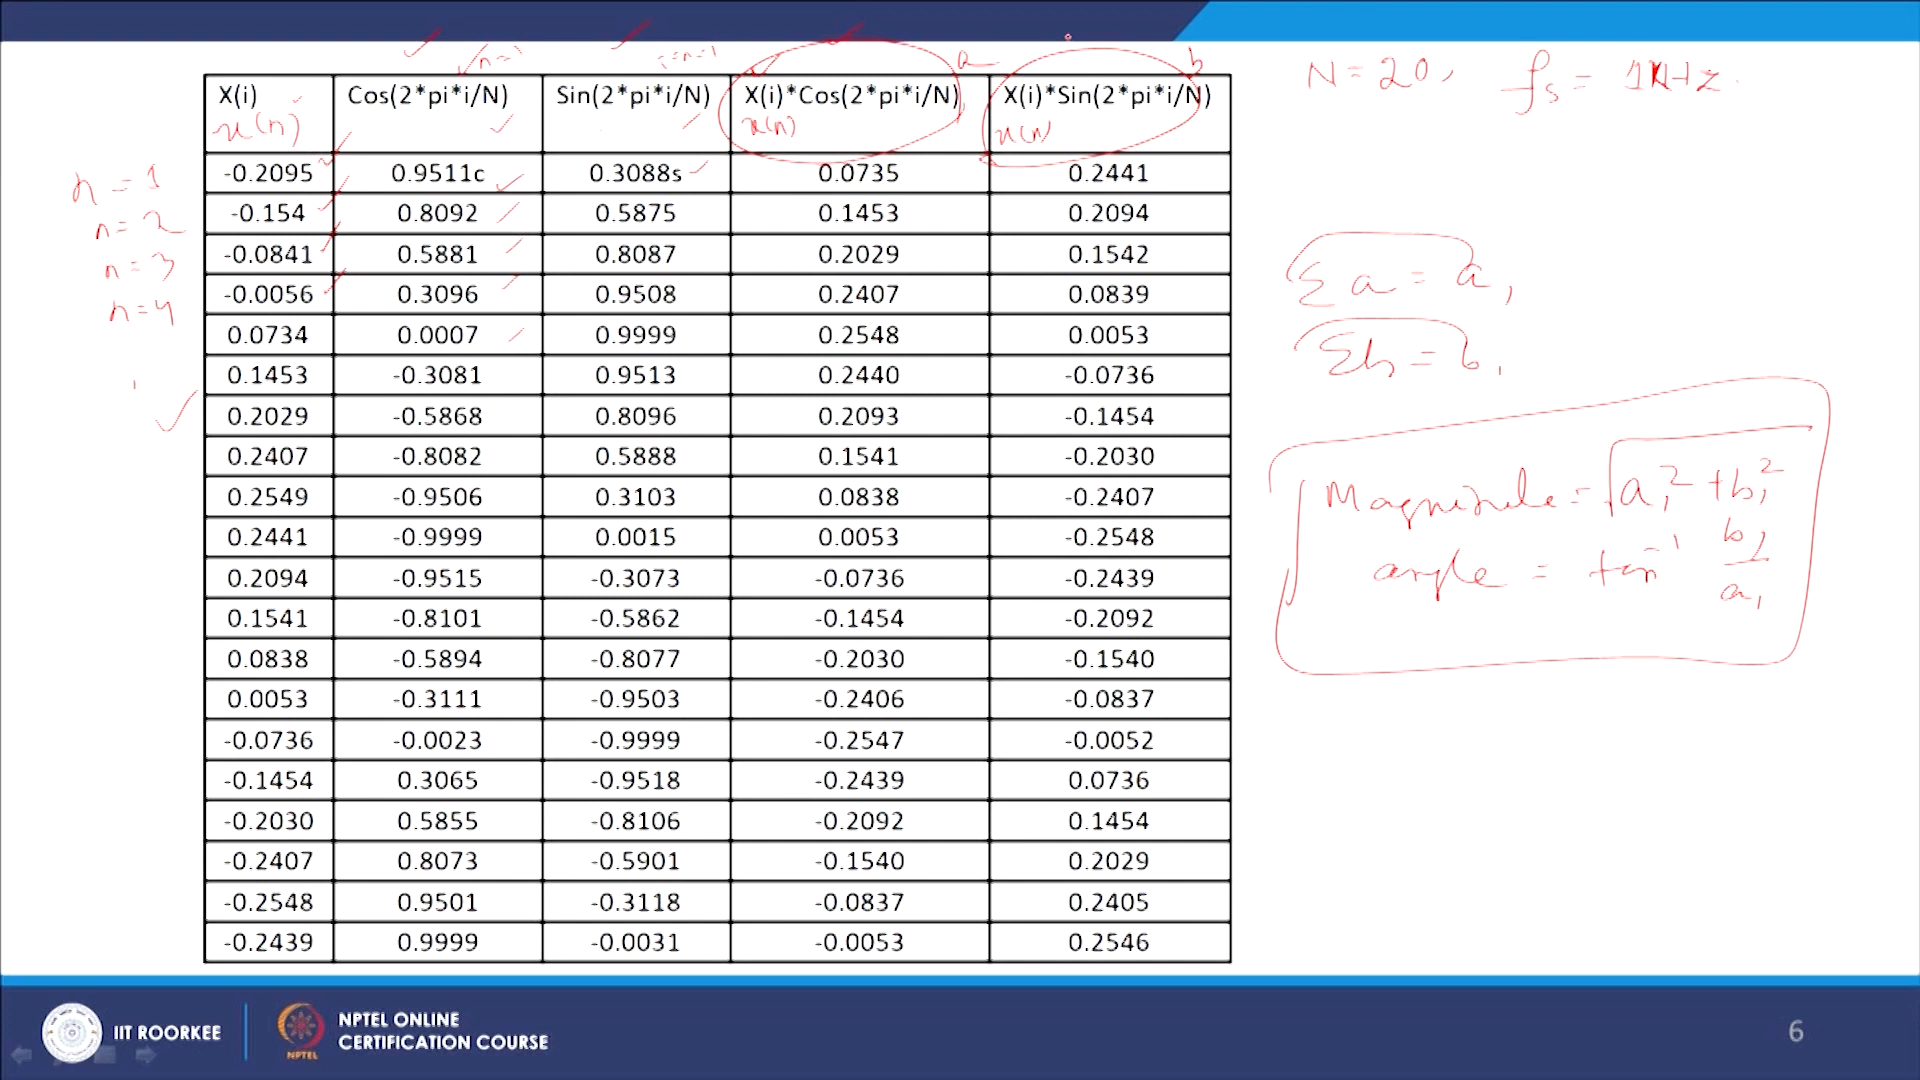 N=20, fs = 1KHz.
n=1
i=n=1
a
b
X(i) Cos(2*pi*i/N) Sin(2*pi*i/N) X(i)*Cos(2*pi*i/N) X(i)*Sin(2*pi*i/N)
x(n) x(n) x(n)
n=1 -0.2095 0.9511c 0.3088s 0.0735 0.2441
n=2 -0.154 0.8092 0.5875 0.1453 0.2094
n=3 -0.0841 0.5881 0.8087 0.2029 0.1542
n=4 -0.0056 0.3096 0.9508 0.2407 0.0839
0.0734 0.0007 0.9999 0.2548 0.0053
0.1453 -0.3081 0.9513 0.2440 -0.0736
0.2029 -0.5868 0.8096 0.2093 -0.1454
0.2407 -0.8082 0.5888 0.1541 -0.2030
0.2549 -0.9506 0.3103 0.0838 -0.2407
0.2441 -0.9999 0.0015 0.0053 -0.2548
0.2094 -0.9515 -0.3073 -0.0736 -0.2439
0.1541 -0.8101 -0.5862 -0.1454 -0.2092
0.0838 -0.5894 -0.8077 -0.2030 -0.1540
0.0053 -0.3111 -0.9503 -0.2406 -0.0837
-0.0736 -0.0023 -0.9999 -0.2547 -0.0052
-0.1454 0.3065 -0.9518 -0.2439 0.0736
-0.2030 0.5855 -0.8106 -0.2092 0.1454
-0.2407 0.8073 -0.5901 -0.1540 0.2029
-0.2548 0.9501 -0.3118 -0.0837 0.2405
-0.2439 0.9999 -0.0031 -0.0053 0.2546
Σa = a₁
Σb = b₁
Magnitude = √a₁² + b₁²
angle = tan⁻¹ b₁/a₁
IIT ROORKEE
NPTEL
NPTEL ONLINE
CERTIFICATION COURSE
6